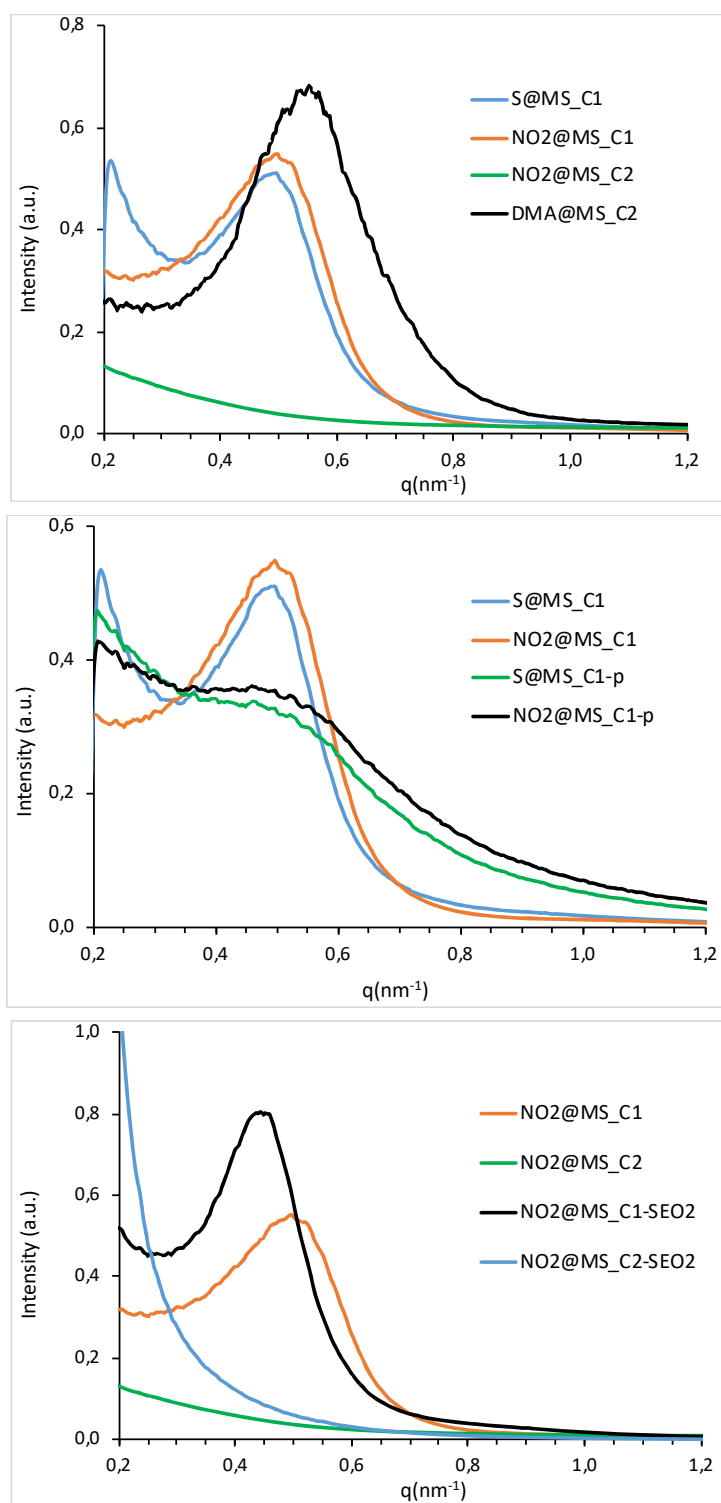 0,8
0,6
0,4
0,2
0,0
Intensity (a.u.)
S@MS_C1
NO2@MS_C1
NO2@MS_C2
DMA@MS_C2
0,2 0,4 0,6 0,8 1,0 1,2
q(nm⁻¹)
0,6
0,4
0,2
0,0
Intensity (a.u.)
S@MS_C1
NO2@MS_C1
S@MS_C1-p
NO2@MS_C1-p
0,2 0,4 0,6 0,8 1,0 1,2
q(nm⁻¹)
1,0
0,8
0,6
0,4
0,2
0,0
Intensity (a.u.)
NO2@MS_C1
NO2@MS_C2
NO2@MS_C1-SEO2
NO2@MS_C2-SEO2
0,2 0,4 0,6 0,8 1,0 1,2
q(nm⁻¹)